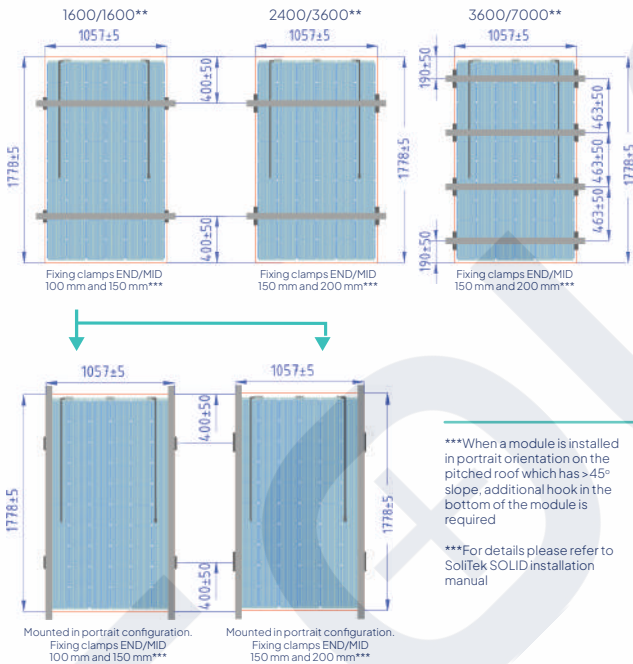 1600/1600**
2400/3600**
3600/7000**
1057±5
1057±5
1057±5
400±50
190±50
463±50
463±50
463±50
1778±5
1778±5
1778±5
400±50
190±50
Fixing clamps END/MID
100 mm and 150 mm***
Fixing clamps END/MID
150 mm and 200 mm***
Fixing clamps END/MID
150 mm and 200 mm***
1057±5
1057±5
400±50
400±50
1778±5
1778±5
400±50
Mounted in portrait configuration.
Fixing clamps END/MID
100 mm and 150 mm***
Mounted in portrait configuration.
Fixing clamps END/MID
150 mm and 200 mm***
***When a module is installed
in portrait orientation on the
pitched roof which has >45°
slope, additional hook in the
bottom of the module is
required
***For details please refer to
SoliTek SOLID installation
manual